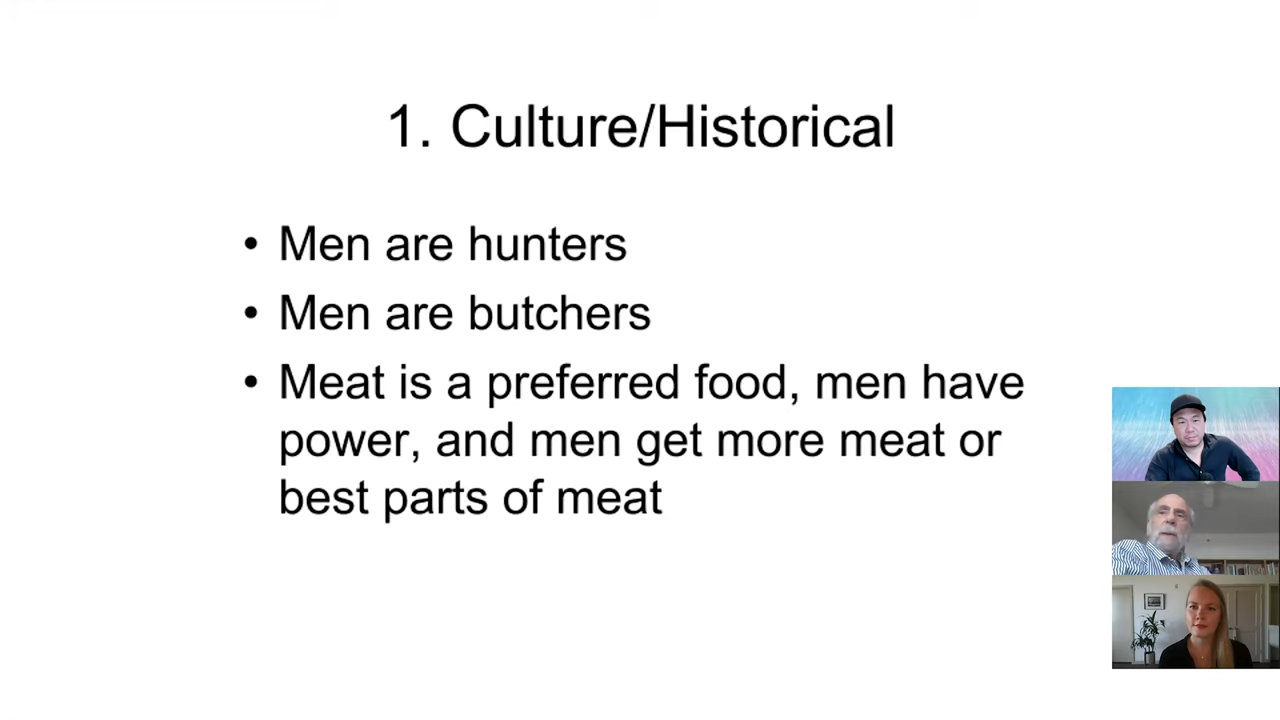 1. Culture/Historical
• Men are hunters
• Men are butchers
• Meat is a preferred food, men have
power, and men get more meat or
best parts of meat